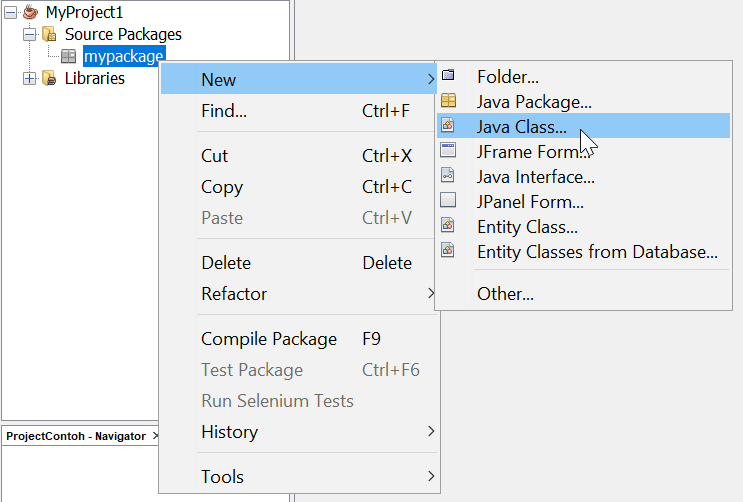 MyProject1
Source Packages
mypackage
Libraries
New
Find... Ctrl+F
Cut Ctrl+X
Copy Ctrl+C
Paste Ctrl+V
Delete Delete
Refactor
Compile Package F9
Test Package Ctrl+F6
Run Selenium Tests
History
Tools
Folder...
Java Package...
Java Class...
JFrame Form...
Java Interface...
JPanel Form...
Entity Class...
Entity Classes from Database...
Other...
ProjectContoh - Navigator